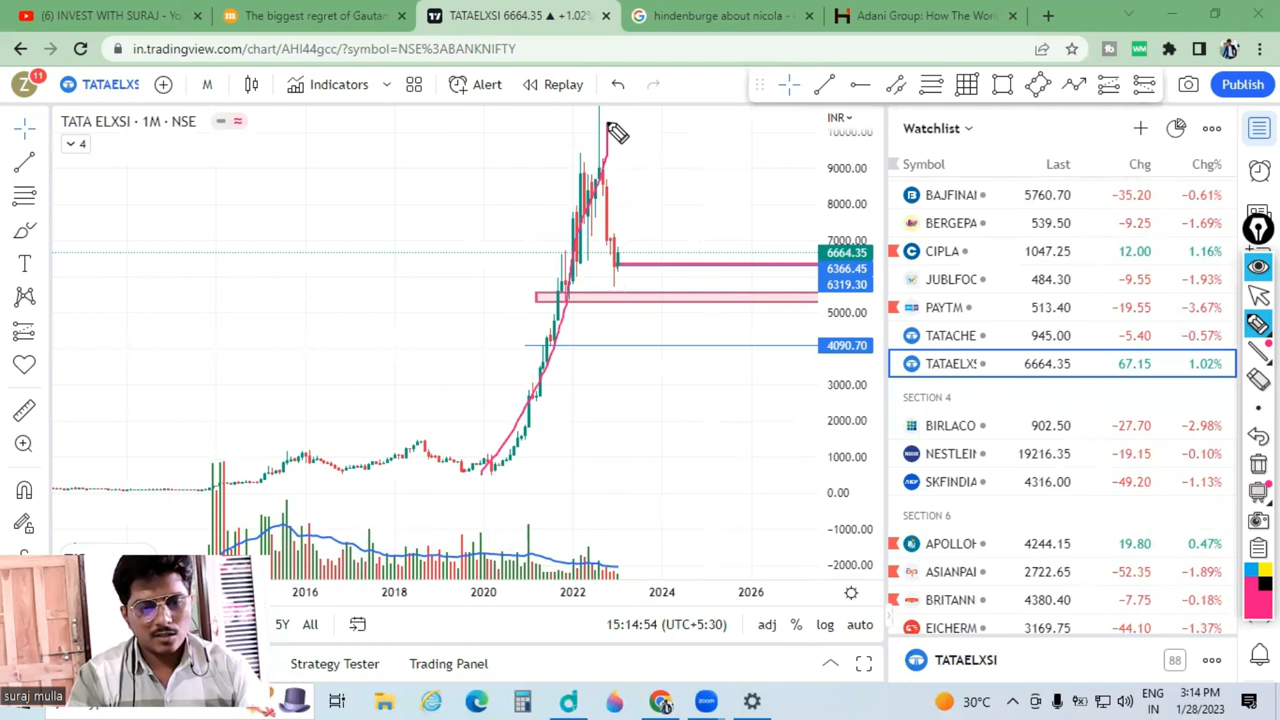 (1) INVEST WITH SURAJ - Yo
The biggest regret of Gautam
TATAELXSI 6664.35 ▲ +1.02%
hindenburge about nicola -
Adani Group: How The Worl
in.tradingview.com/chart/AHI44gcc/?symbol=NSE%3ABANKNIFTY
Z 11
TATAELXS
M
Indicators
Alert
Replay
Publish
TATA ELXSI · 1M · NSE
4
INR
10000.00
9000.00
8000.00
7000.00
6664.35
6366.45
6319.30
5000.00
4090.70
3000.00
2000.00
1000.00
0.00
-1000.00
-2000.00
2016
2018
2020
2022
2024
2026
5Y All
15:14:54 (UTC+5:30)
adj % log auto
Strategy Tester
Trading Panel
Watchlist
Symbol Last Chg Chg%
BAJFINAI 5760.70 −35.20 −0.61%
BERGEPA 539.50 −9.25 −1.69%
CIPLA 1047.25 12.00 1.16%
JUBLFOC 484.30 −9.55 −1.93%
PAYTM 513.40 −19.55 −3.67%
TATACHE 945.00 −5.40 −0.57%
TATAELXS 6664.35 67.15 1.02%
SECTION 4
BIRLACO 902.50 −27.70 −2.98%
NESTLEIN 19216.35 −19.15 −0.10%
SKFINDIA 4316.00 −49.20 −1.13%
SECTION 6
APOLLOH 4244.15 19.80 0.47%
ASIANPAI 2722.65 −52.35 −1.89%
BRITANN 4380.40 −7.75 −0.18%
EICHERM 3169.75 −44.10 −1.37%
TATAELXSI
88
suraj mulla
zoom
30°C
ENG
IN
3:14 PM
1/28/2023